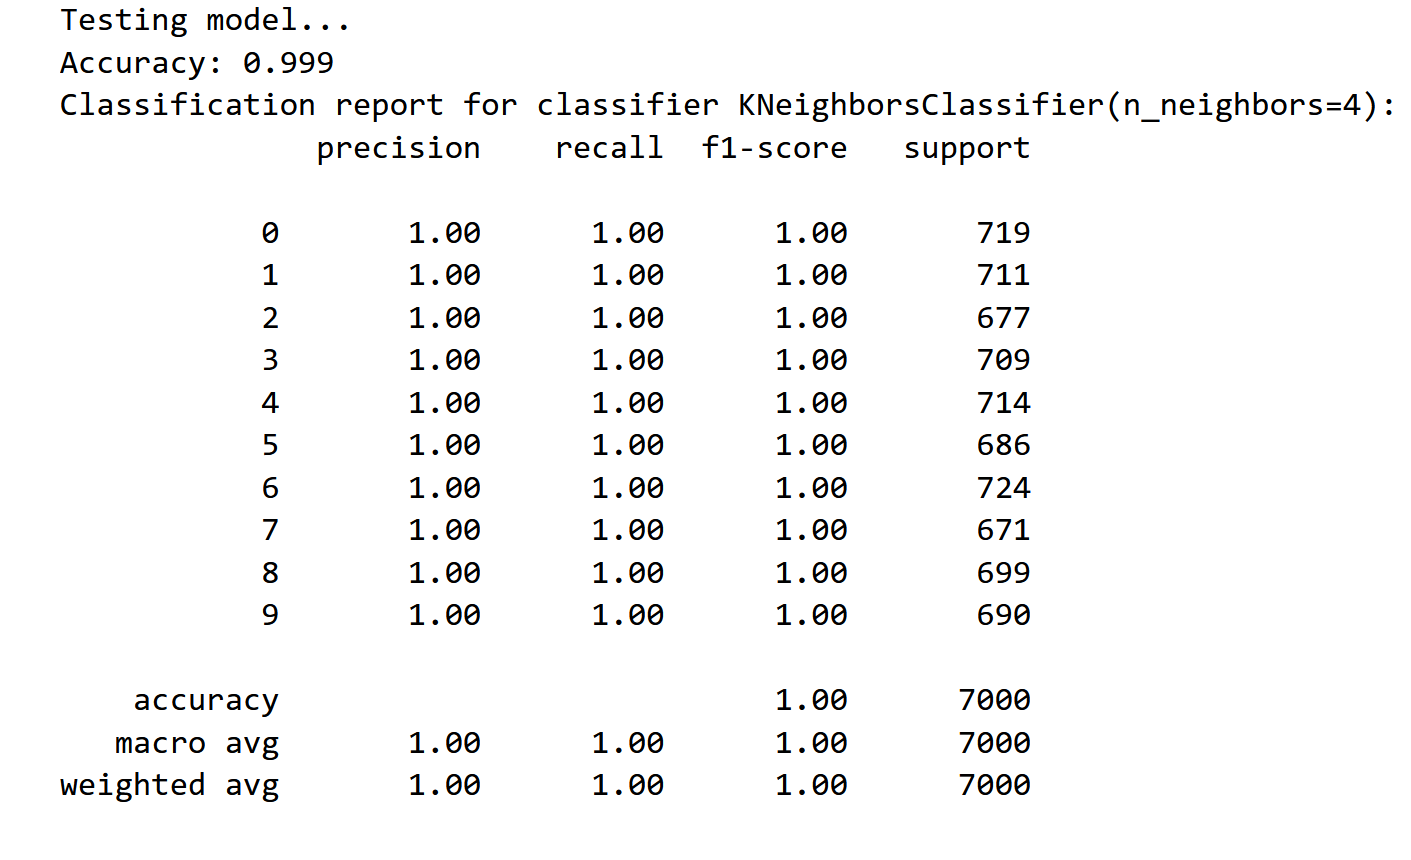 Testing model...
Accuracy: 0.999
Classification report for classifier KNeighborsClassifier(n_neighbors=4):
precision recall f1-score support
0 1.00 1.00 1.00 719
1 1.00 1.00 1.00 711
2 1.00 1.00 1.00 677
3 1.00 1.00 1.00 709
4 1.00 1.00 1.00 714
5 1.00 1.00 1.00 686
6 1.00 1.00 1.00 724
7 1.00 1.00 1.00 671
8 1.00 1.00 1.00 699
9 1.00 1.00 1.00 690
accuracy 1.00 7000
macro avg 1.00 1.00 1.00 7000
weighted avg 1.00 1.00 1.00 7000